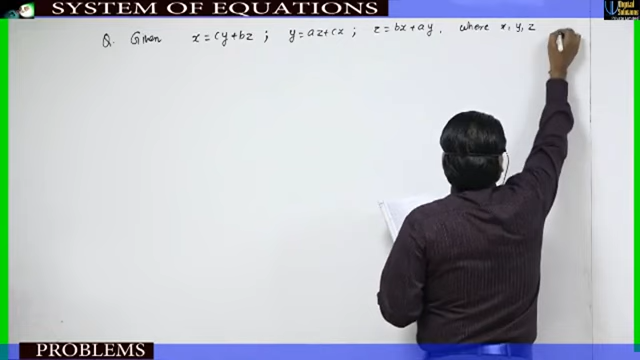 SYSTEM OF EQUATIONS
Q. Given x = cy + bz ; y = az + cx ; z = bx + ay . where x, y, z
PROBLEMS